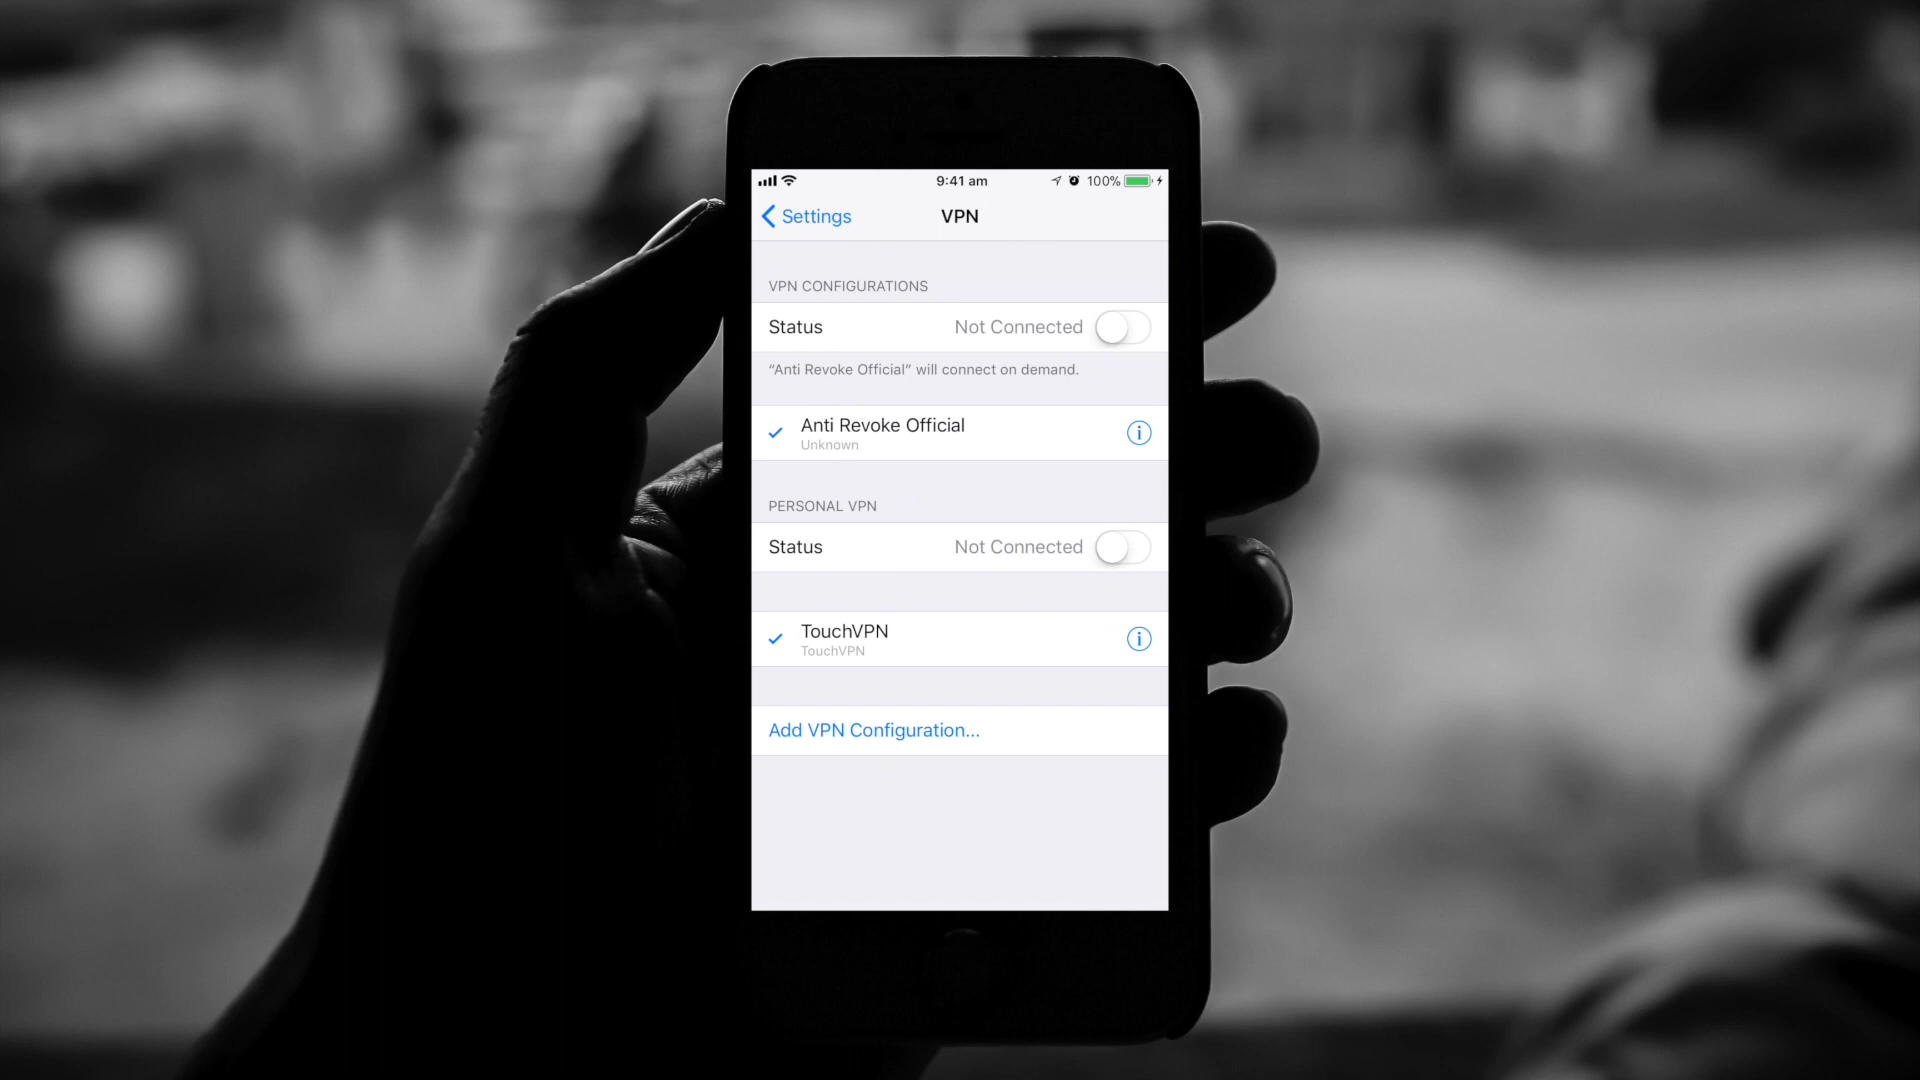 9:41 am 100%
Settings VPN
VPN CONFIGURATIONS
Status Not Connected
“Anti Revoke Official” will connect on demand.
Anti Revoke Official
Unknown
PERSONAL VPN
Status Not Connected
TouchVPN
TouchVPN
Add VPN Configuration...